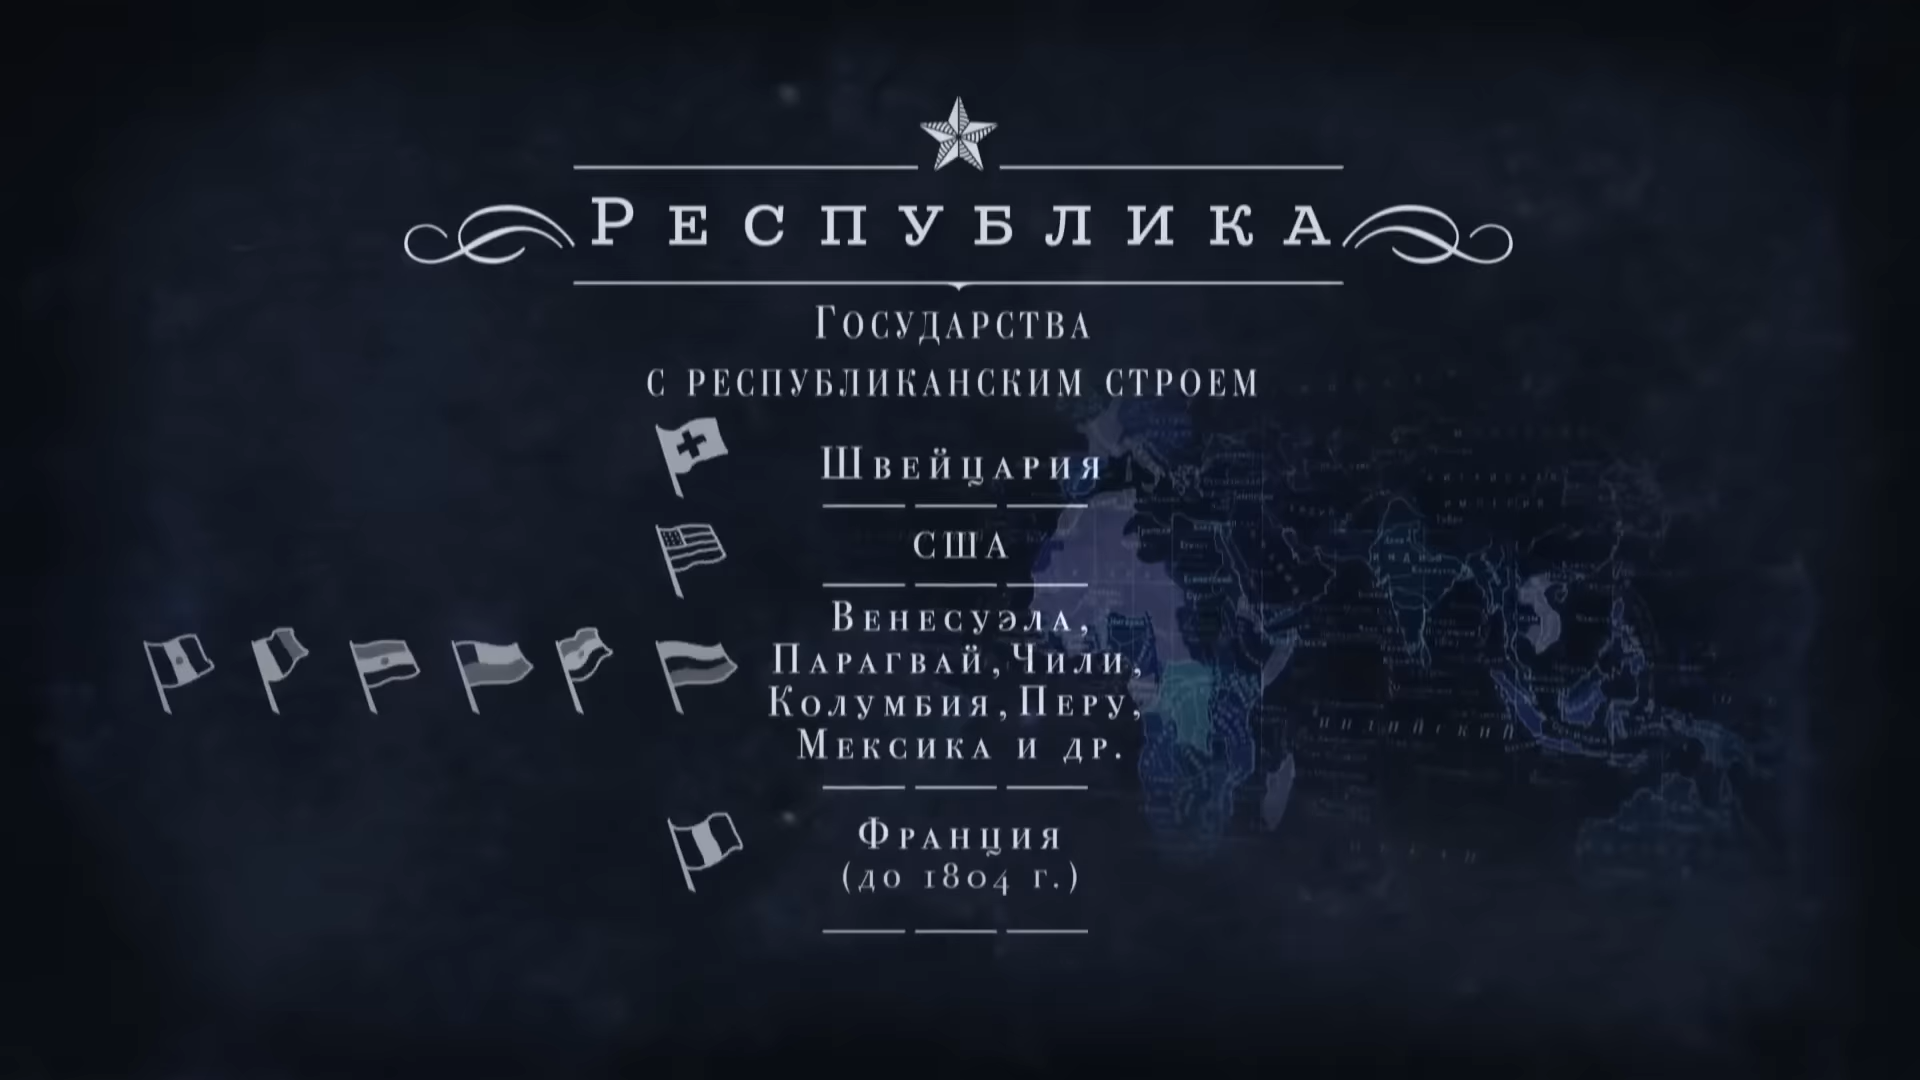 РЕСПУБЛИКА
ГОСУДАРСТВА
С РЕСПУБЛИКАНСКИМ СТРОЕМ
ШВЕЙЦАРИЯ
США
ВЕНЕСУЭЛА,
ПАРАГВАЙ, ЧИЛИ,
КОЛУМБИЯ, ПЕРУ,
МЕКСИКА И ДР.
ФРАНЦИЯ
(ДО 1804 Г.)